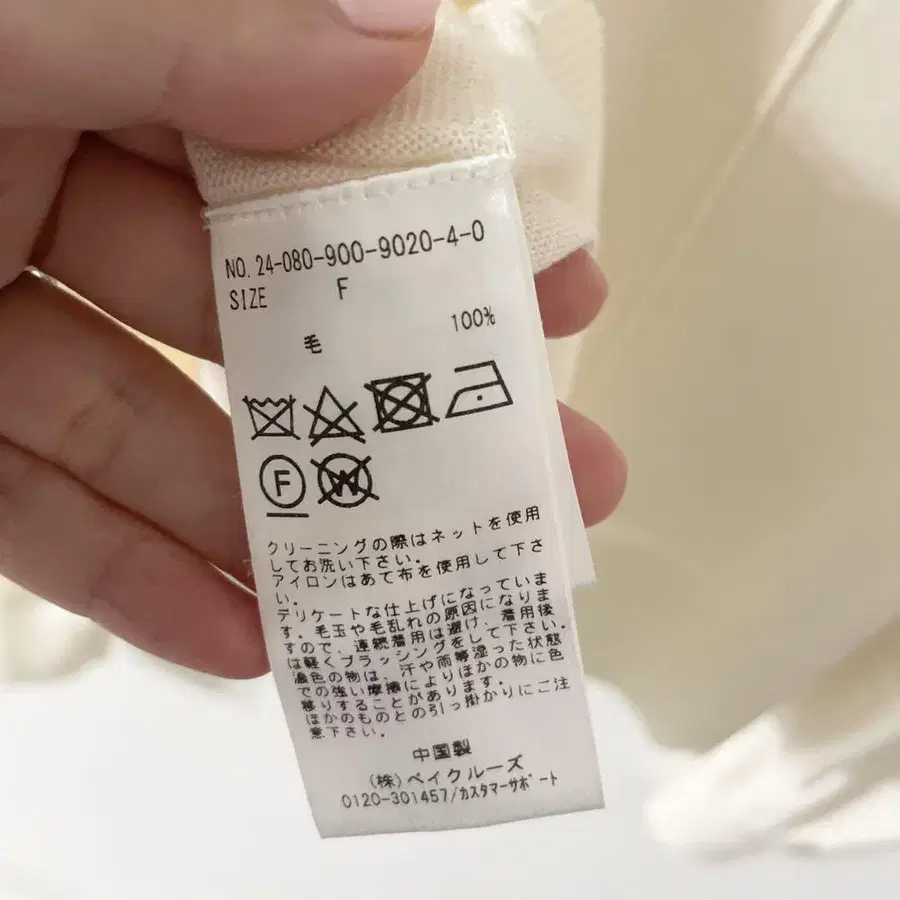 NO. 24-080-900-9020-4-0
SIZE F
毛 100%
F W
クリーニングの際はネットを使用
してお洗い下さい。
アイロンはあて布を使用して下さ
い。
デリケートな仕上げになっていま
す。毛玉や毛乱れの原因になりま
すので、連続着用は避け、着用後
は軽くブラッシングをして下さい。
濃色の物は、汗や雨等湿った状態
での強い摩擦によりほかの物に色
移りすることがあります。
ほかのものとの引っ掛かりにご注
意下さい。
中国製
(株)ベイクルーズ
0120-301457/カスタマーサポート